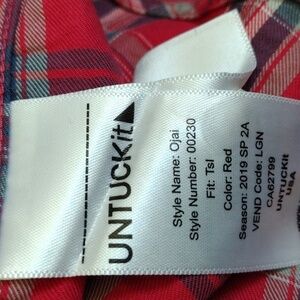 UNTUCKit
Style Name: Ojai
Style Number: 00230
Fit: Tsl
Color: Red
Season: 2019 SP 2A
VEND Code: LGN
CA62799
UNTUCKit
USA